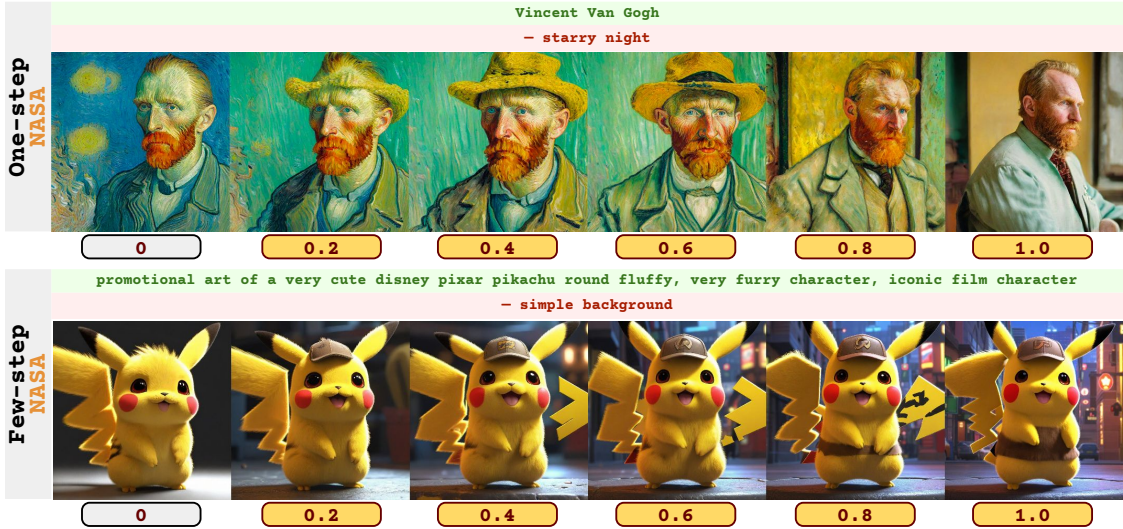 Vincent Van Gogh
— starry night
One-step
NASA
0 0.2 0.4 0.6 0.8 1.0
promotional art of a very cute disney pixar pikachu round fluffy, very furry character, iconic film character
— simple background
Few-step
NASA
0 0.2 0.4 0.6 0.8 1.0